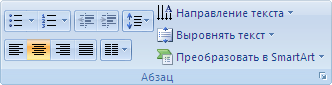 Направление текста
Выровнять текст
Преобразовать в SmartArt
Абзац